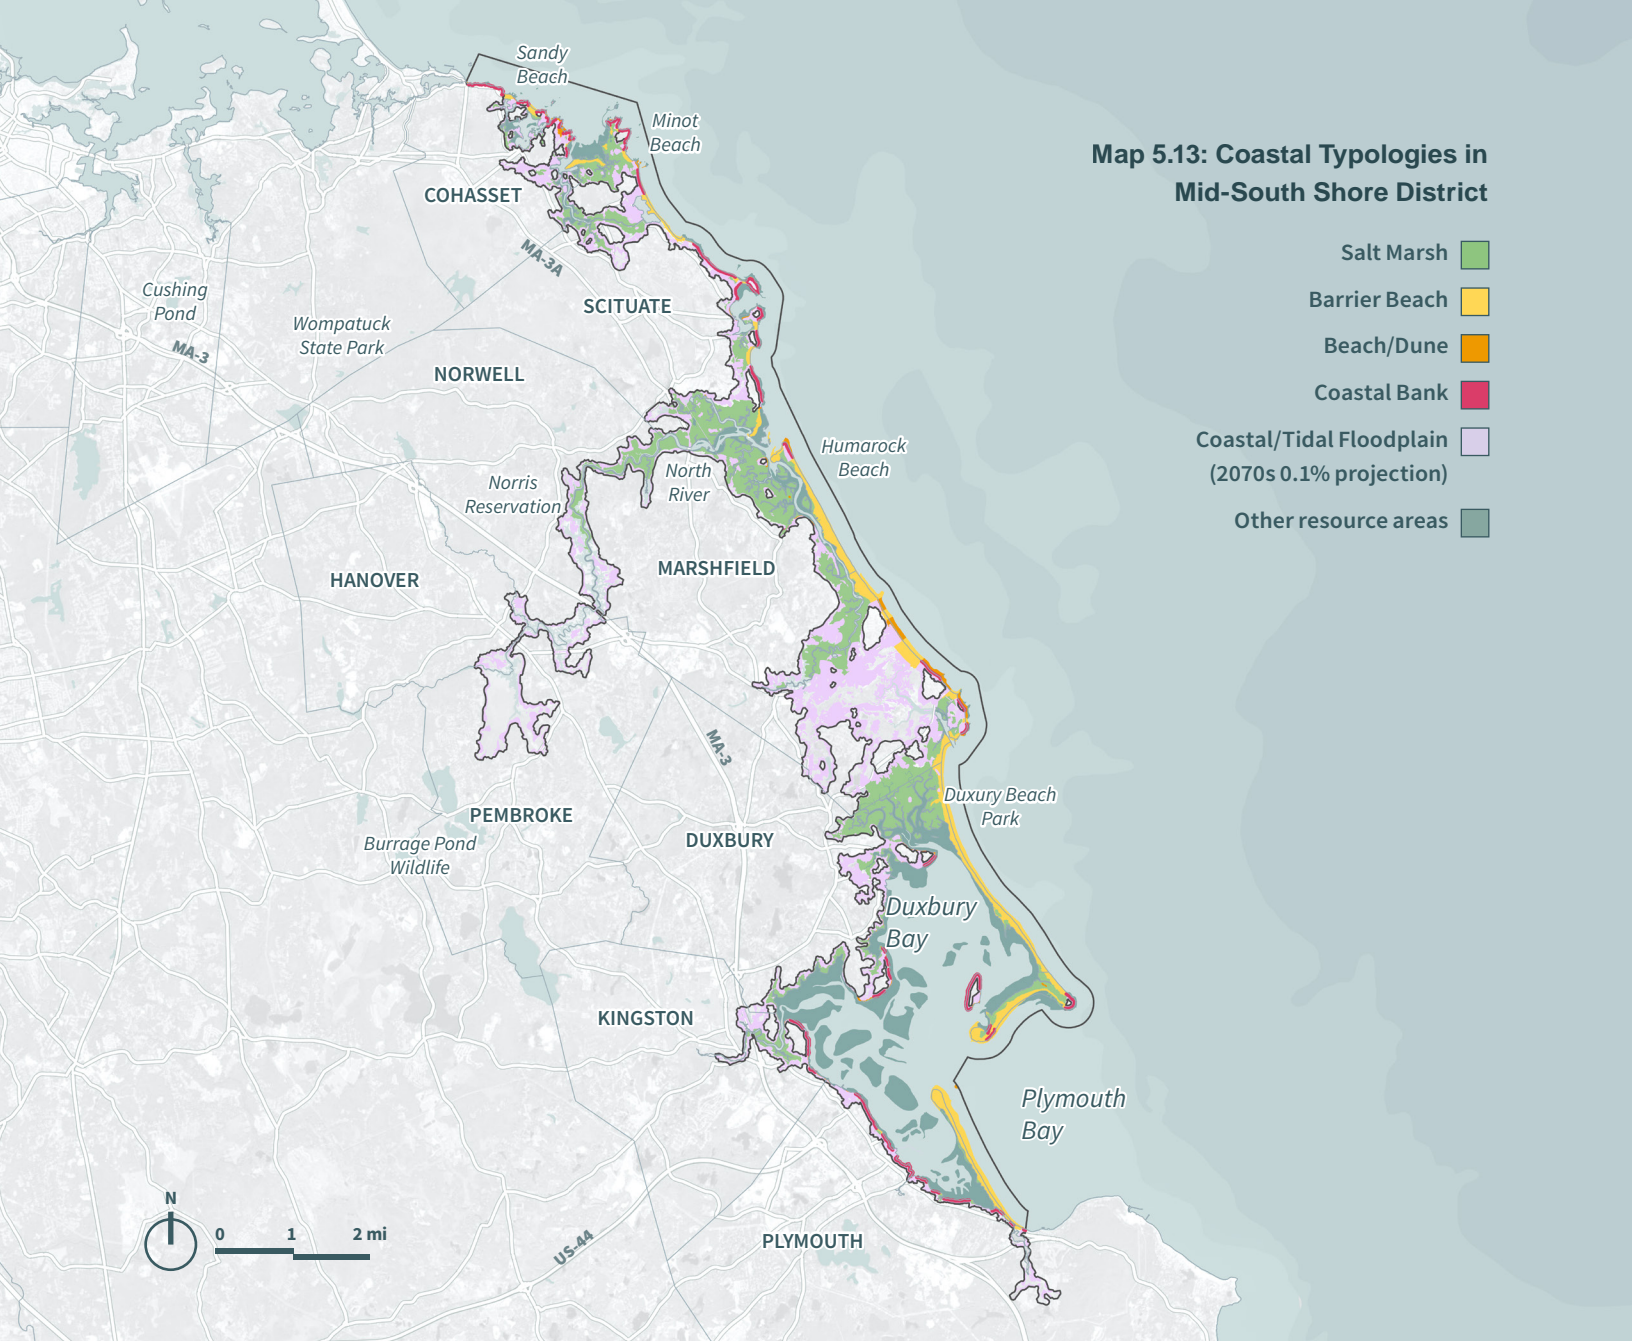 Sandy
Beach
Minot
Beach
Map 5.13: Coastal Typologies in
Mid-South Shore District
COHASSET
MA-3A
Salt Marsh
Cushing
Pond
Barrier Beach
SCITUATE
Wompatuck
State Park
MA-3
Beach/Dune
NORWELL
Coastal Bank
Humarock
Beach
Coastal/Tidal Floodplain
(2070s 0.1% projection)
North
River
Norris
Reservation
Other resource areas
MARSHFIELD
HANOVER
MA-3
Duxury Beach
Park
PEMBROKE
DUXBURY
Burrage Pond
Wildlife
Duxbury
Bay
KINGSTON
Plymouth
Bay
N
0 1 2 mi
US-44
PLYMOUTH